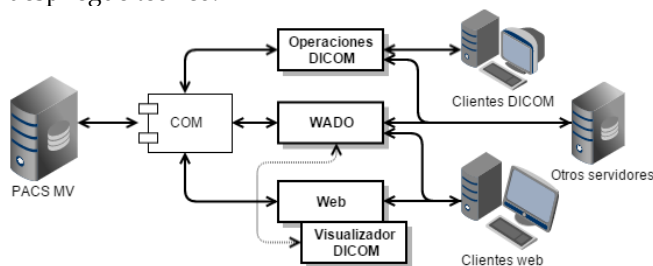 Operaciones
DICOM
Clientes DICOM
COM
WADO
PACS MV
Otros servidores
Web
Visualizador
DICOM
Clientes web